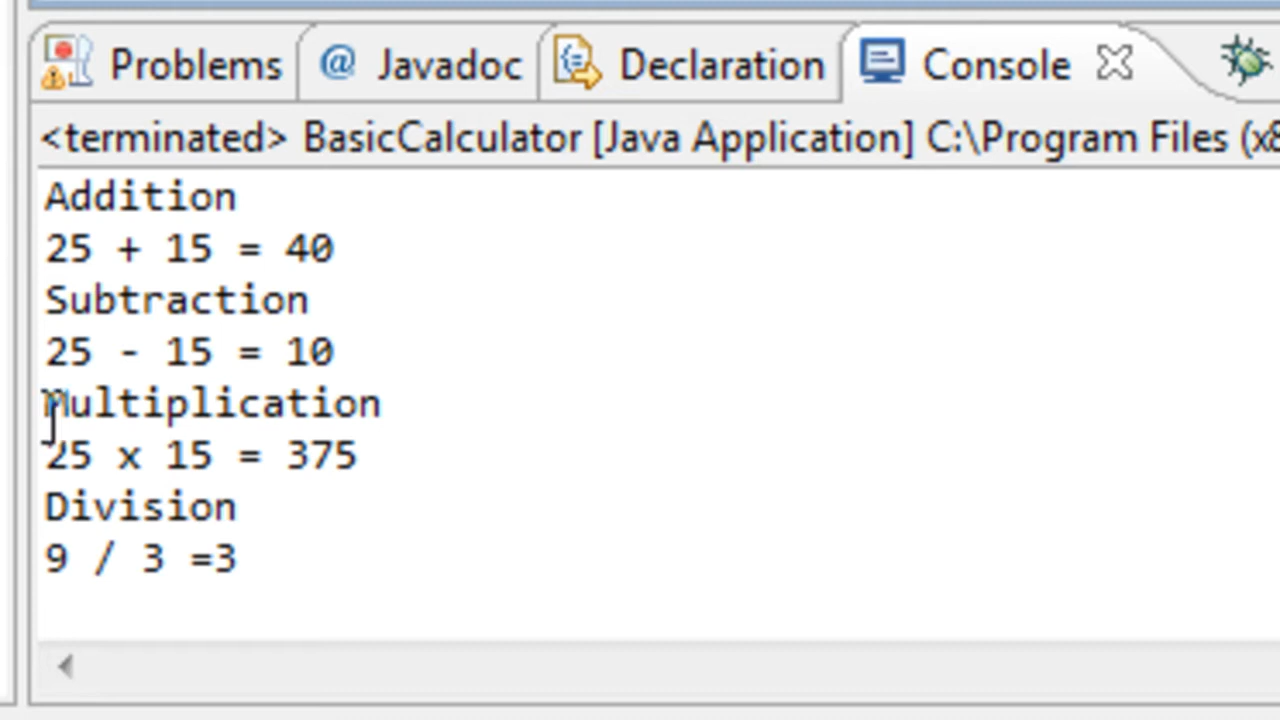 Problems @ Javadoc Declaration Console
<terminated> BasicCalculator [Java Application] C:\Program Files (x8
Addition
25 + 15 = 40
Subtraction
25 - 15 = 10
Multiplication
25 x 15 = 375
Division
9 / 3 =3